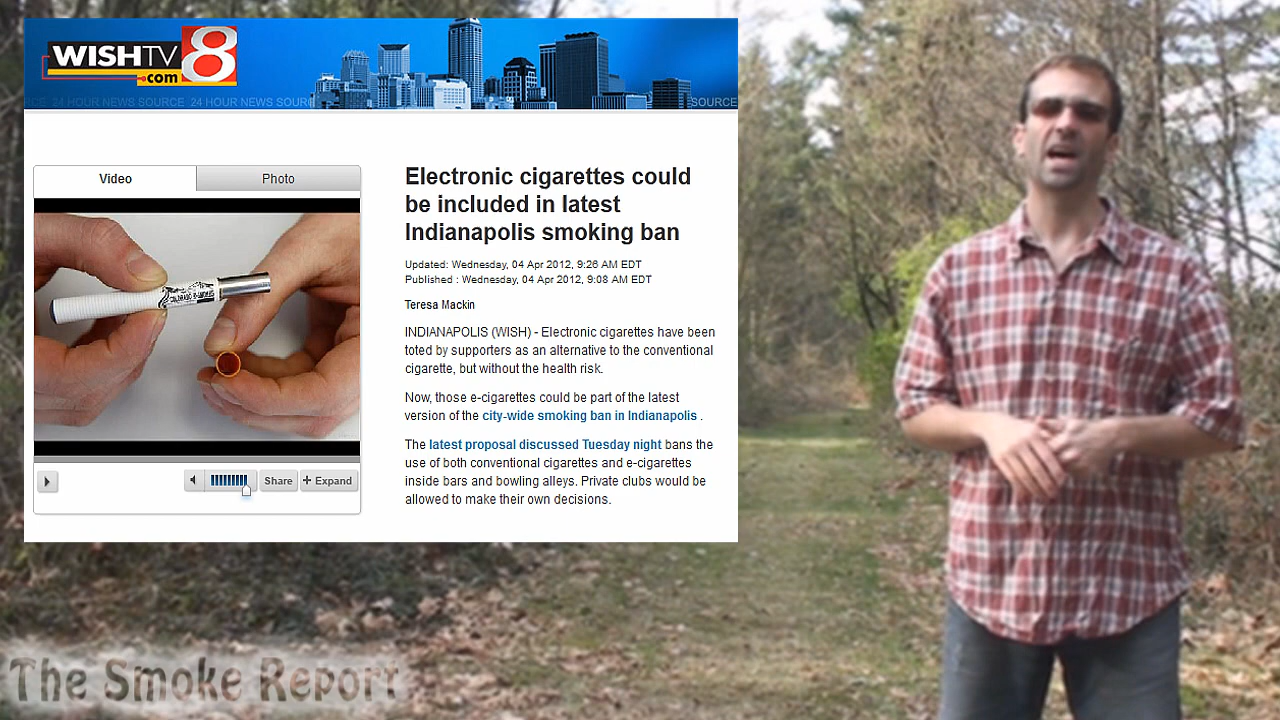 WISHTV 8
.com
24 HOUR NEWS SOURCE 24 HOUR NEWS SOUR
SOURCE
Video
Photo
Electronic cigarettes could
be included in latest
Indianapolis smoking ban
Updated: Wednesday, 04 Apr 2012, 9:26 AM EDT
Published : Wednesday, 04 Apr 2012, 9:03 AM EDT
Teresa Mackin
INDIANAPOLIS (WISH) - Electronic cigarettes have been
toted by supporters as an alternative to the conventional
cigarette, but without the health risk.
Now, those e-cigarettes could be part of the latest
version of the city-wide smoking ban in Indianapolis .
The latest proposal discussed Tuesday night bans the
use of both conventional cigarettes and e-cigarettes
inside bars and bowling alleys. Private clubs would be
allowed to make their own decisions.
Share
+ Expand
The Smoke Report